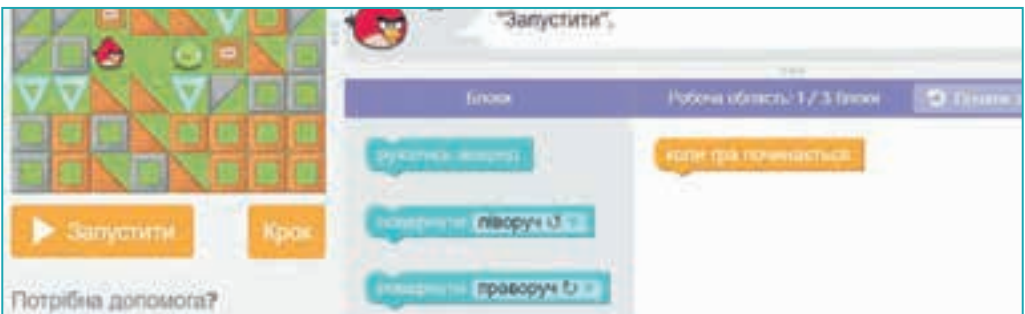 "Запустити",
Блоки
Робоча область: 1 / 3 блоки
рухатись вперед
коли гра починається
повернути ліворуч ↺
повернути праворуч ↻
Запустити
Крок
Потрібна допомога?